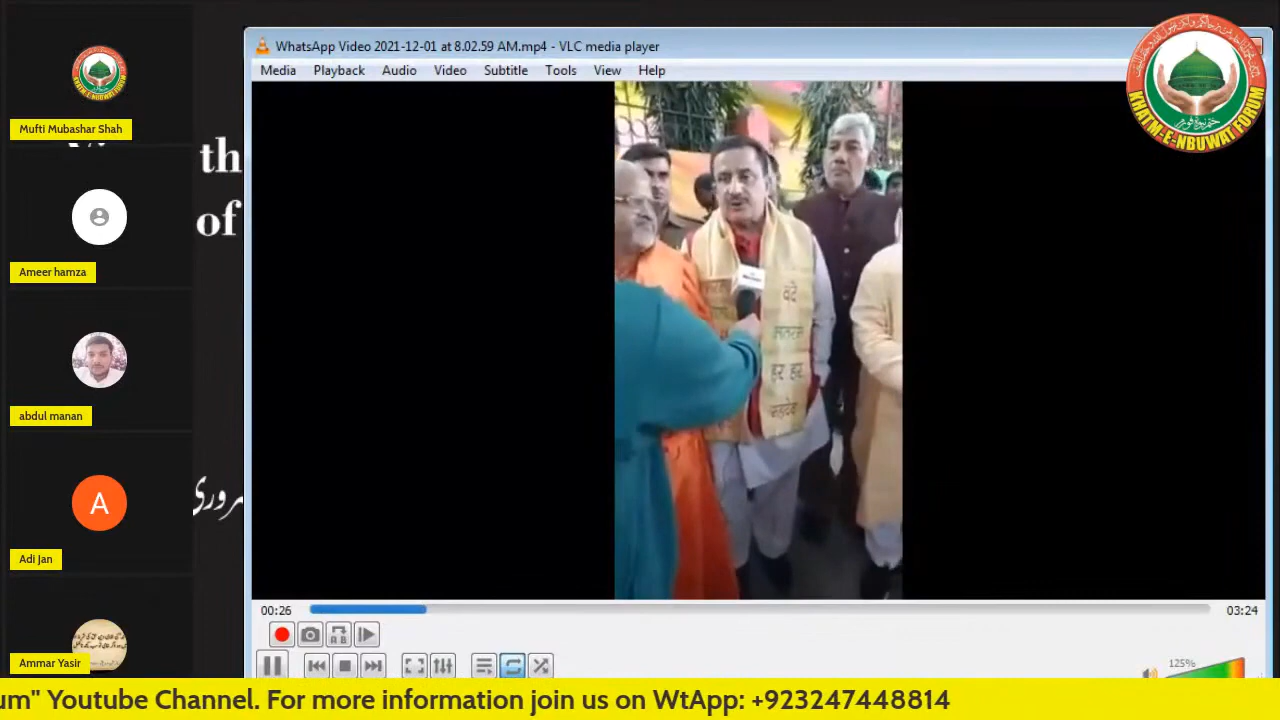 WhatsApp Video 2021-12-01 at 8.02.59 AM.mp4 - VLC media player
Media Playback Audio Video Subtitle Tools View Help
KHATM-E-NBUWAT FORUM
Mufti Mubashar Shah
th
of
Ameer hamza
abdul manan
A
Adi Jan
Ammar Yasir
हर हर
00:26
03:24
125%
um" Youtube Channel. For more information join us on WtApp: +923247448814